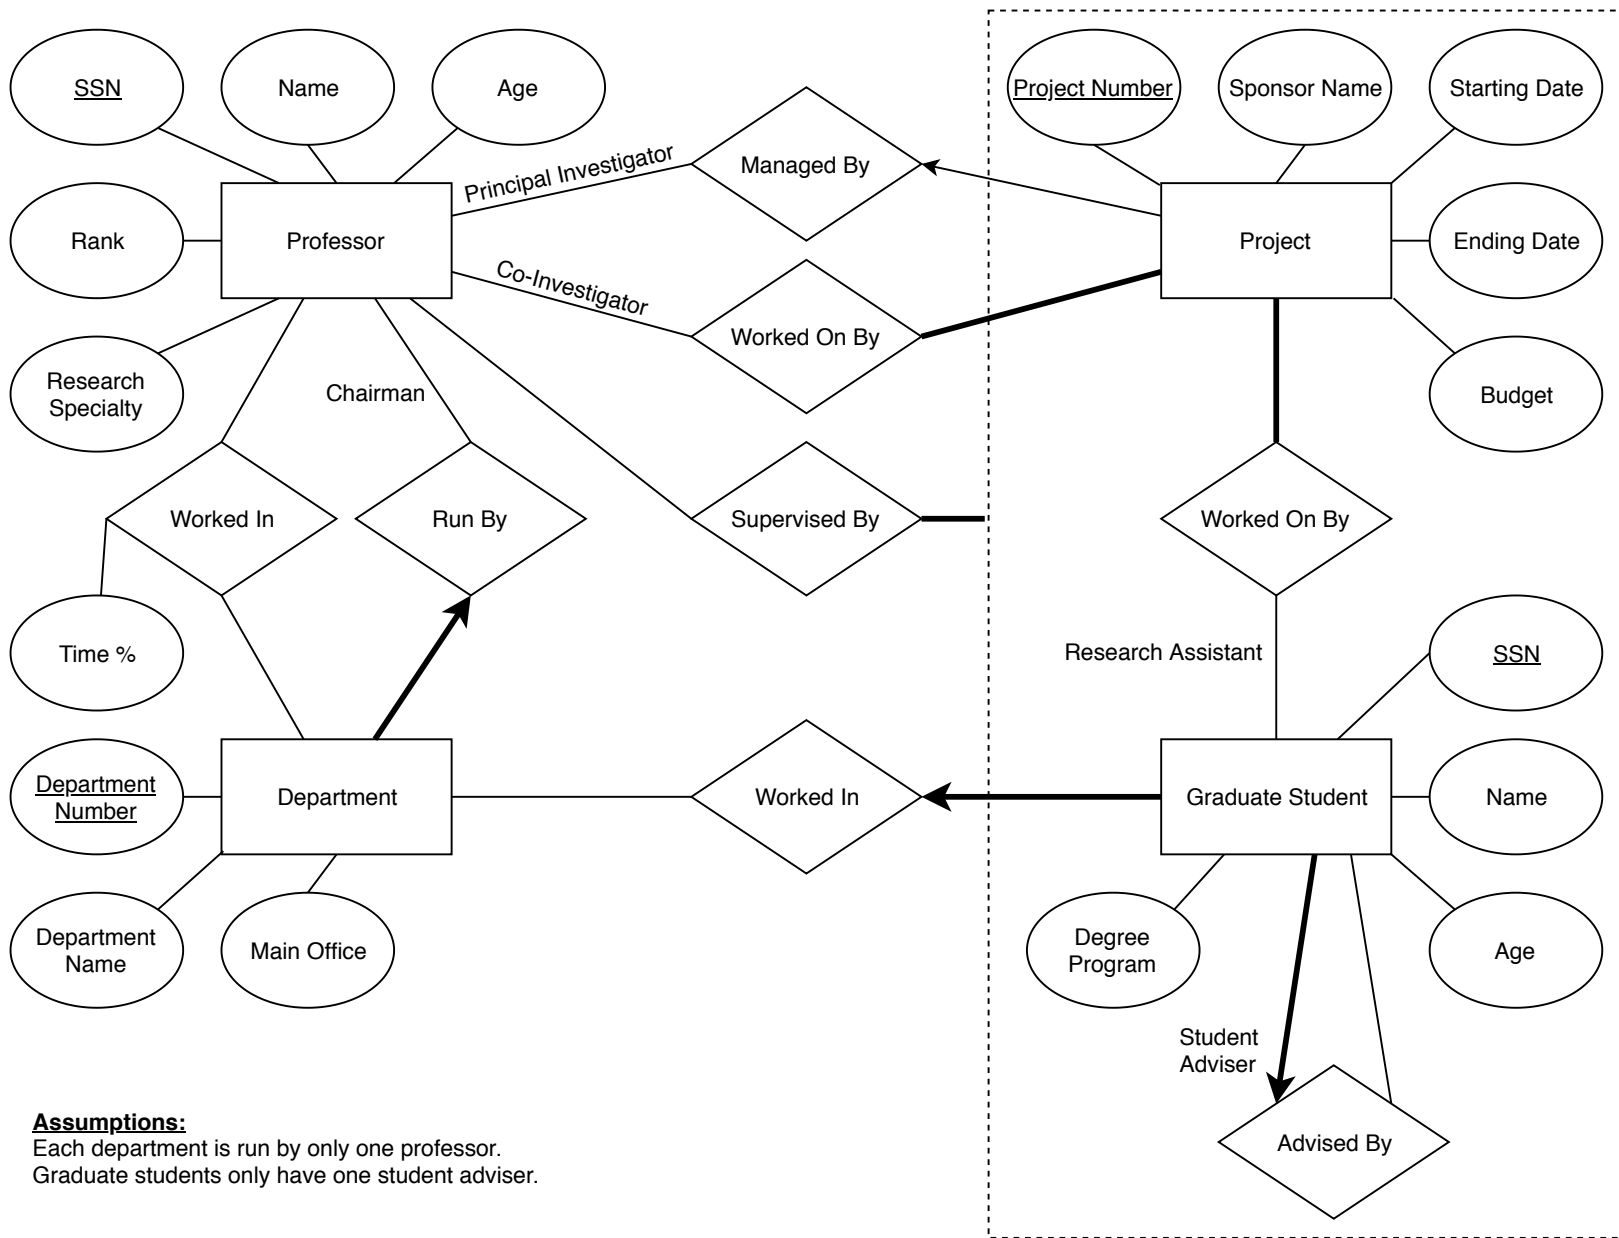 SSN
Name
Age
Project Number
Sponsor Name
Starting Date
Principal Investigator
Managed By
Rank
Professor
Project
Ending Date
Co-Investigator
Worked On By
Research
Specialty
Chairman
Budget
Worked In
Run By
Supervised By
Worked On By
Time %
Research Assistant
SSN
Department
Number
Department
Worked In
Graduate Student
Name
Department
Name
Main Office
Degree
Program
Age
Student
Adviser
Advised By
Assumptions:
Each department is run by only one professor.
Graduate students only have one student adviser.